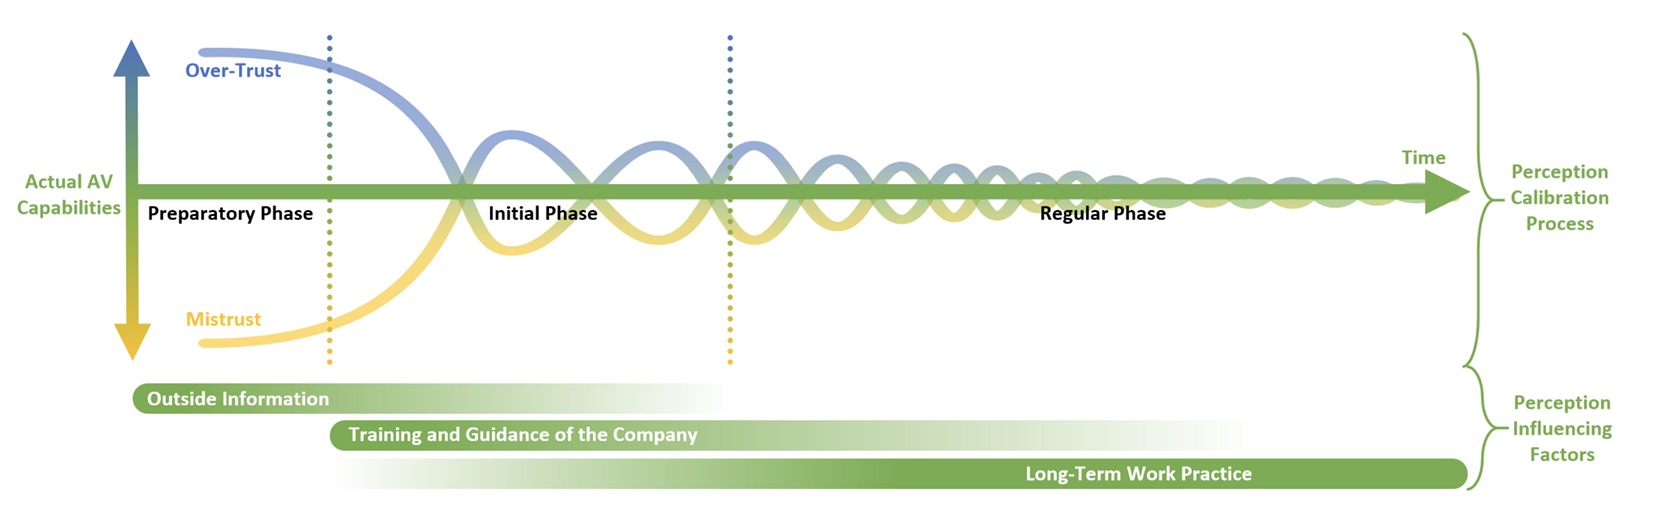 Over-Trust
Time
Actual AV
Capabilities
Preparatory Phase
Initial Phase
Regular Phase
Perception
Calibration
Process
Mistrust
Outside Information
Training and Guidance of the Company
Long-Term Work Practice
Perception
Influencing
Factors